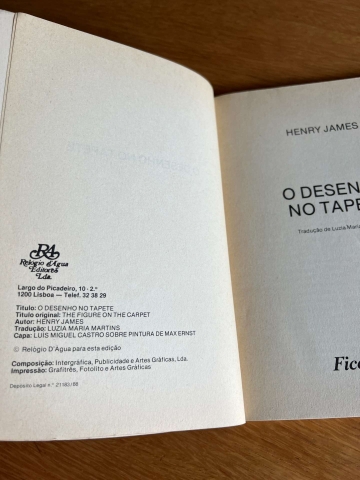 RA
Relógio d'Água
Editores
Lda.
Largo do Picadeiro, 10 - 2.º
1200 Lisboa — Telef. 32 38 29
Título: O DESENHO NO TAPETE
Título original: THE FIGURE ON THE CARPET
Autor: HENRY JAMES
Tradução: LUZIA MARIA MARTINS
Capa: LUÍS MIGUEL CASTRO SOBRE PINTURA DE MAX ERNST
© Relógio D'Água para esta edição
Composição: Intergráfica, Publicidade e Artes Gráficas, Lda.
Impressão: Grafitrês, Fotolito e Artes Gráficas
Depósito Legal n.º 21180/88
HENRY JAMES
O DESENH
NO TAPE
Tradução de Luzia Maria
Ficç